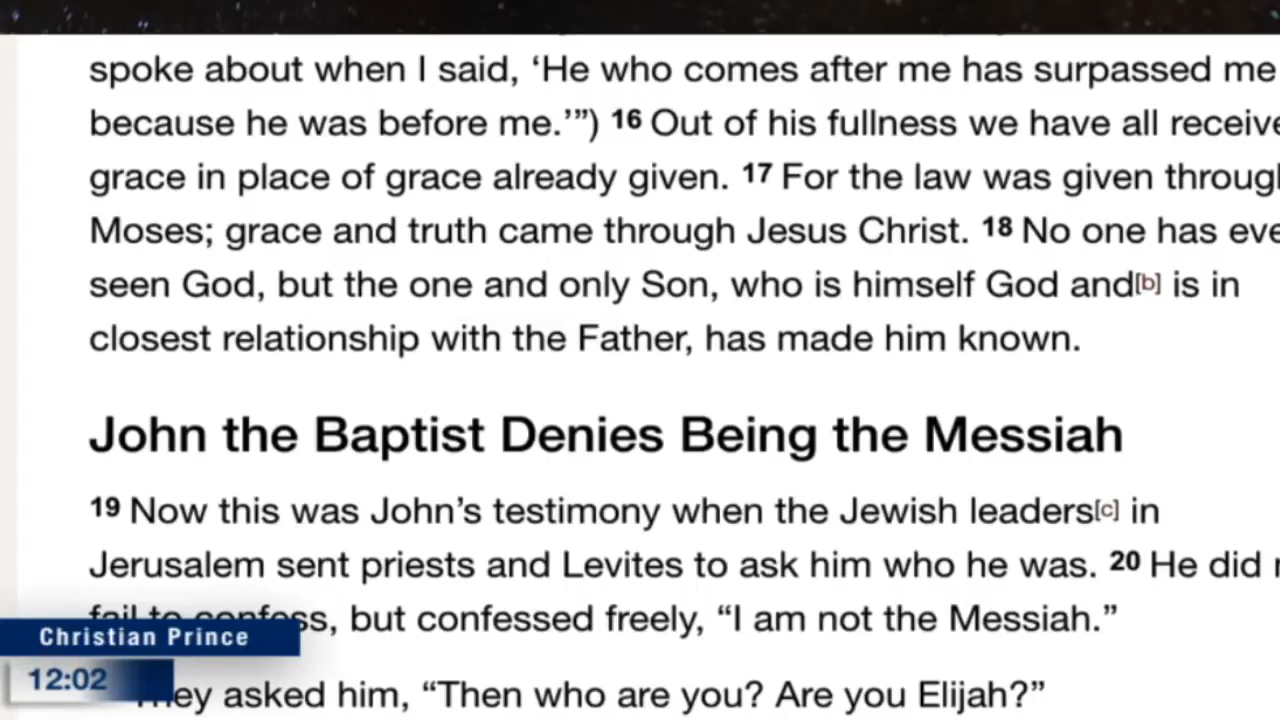 spoke about when I said, ‘He who comes after me has surpassed me
because he was before me.’”) 16 Out of his fullness we have all receive
grace in place of grace already given. 17 For the law was given throug
Moses; grace and truth came through Jesus Christ. 18 No one has eve
seen God, but the one and only Son, who is himself God and[b] is in
closest relationship with the Father, has made him known.
John the Baptist Denies Being the Messiah
19 Now this was John’s testimony when the Jewish leaders[c] in
Jerusalem sent priests and Levites to ask him who he was. 20 He did
fail to confess, but confessed freely, “I am not the Messiah.”
Christian Prince
12:02
They asked him, “Then who are you? Are you Elijah?”